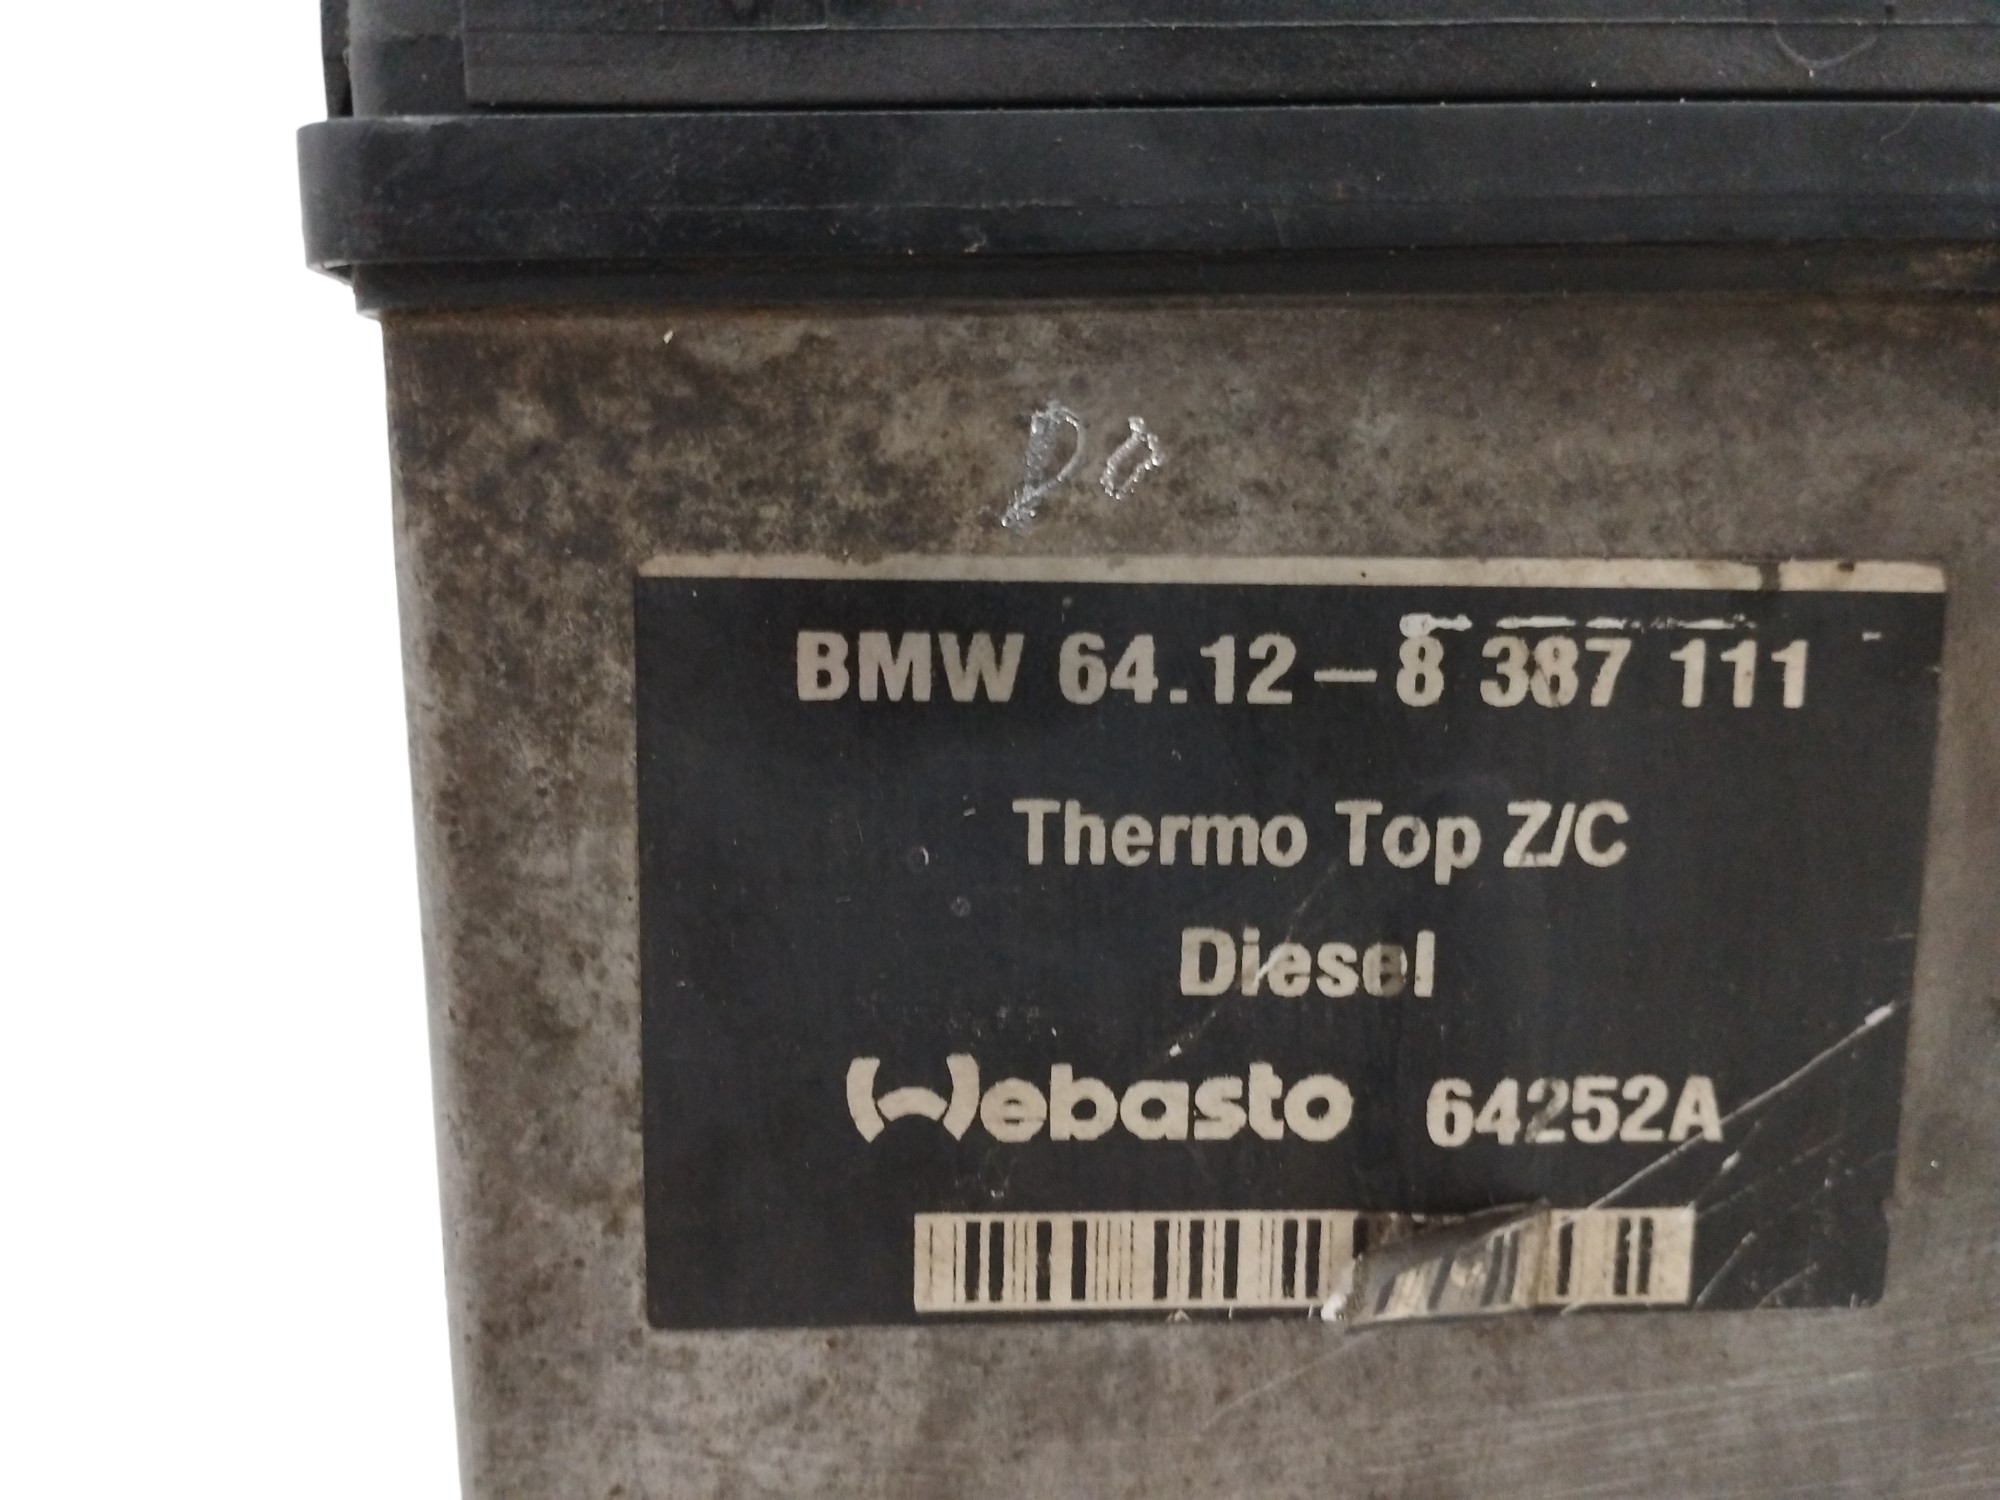 BMW 64.12-8 387 111
Thermo Top Z/C
Diesel
Webasto 64252A